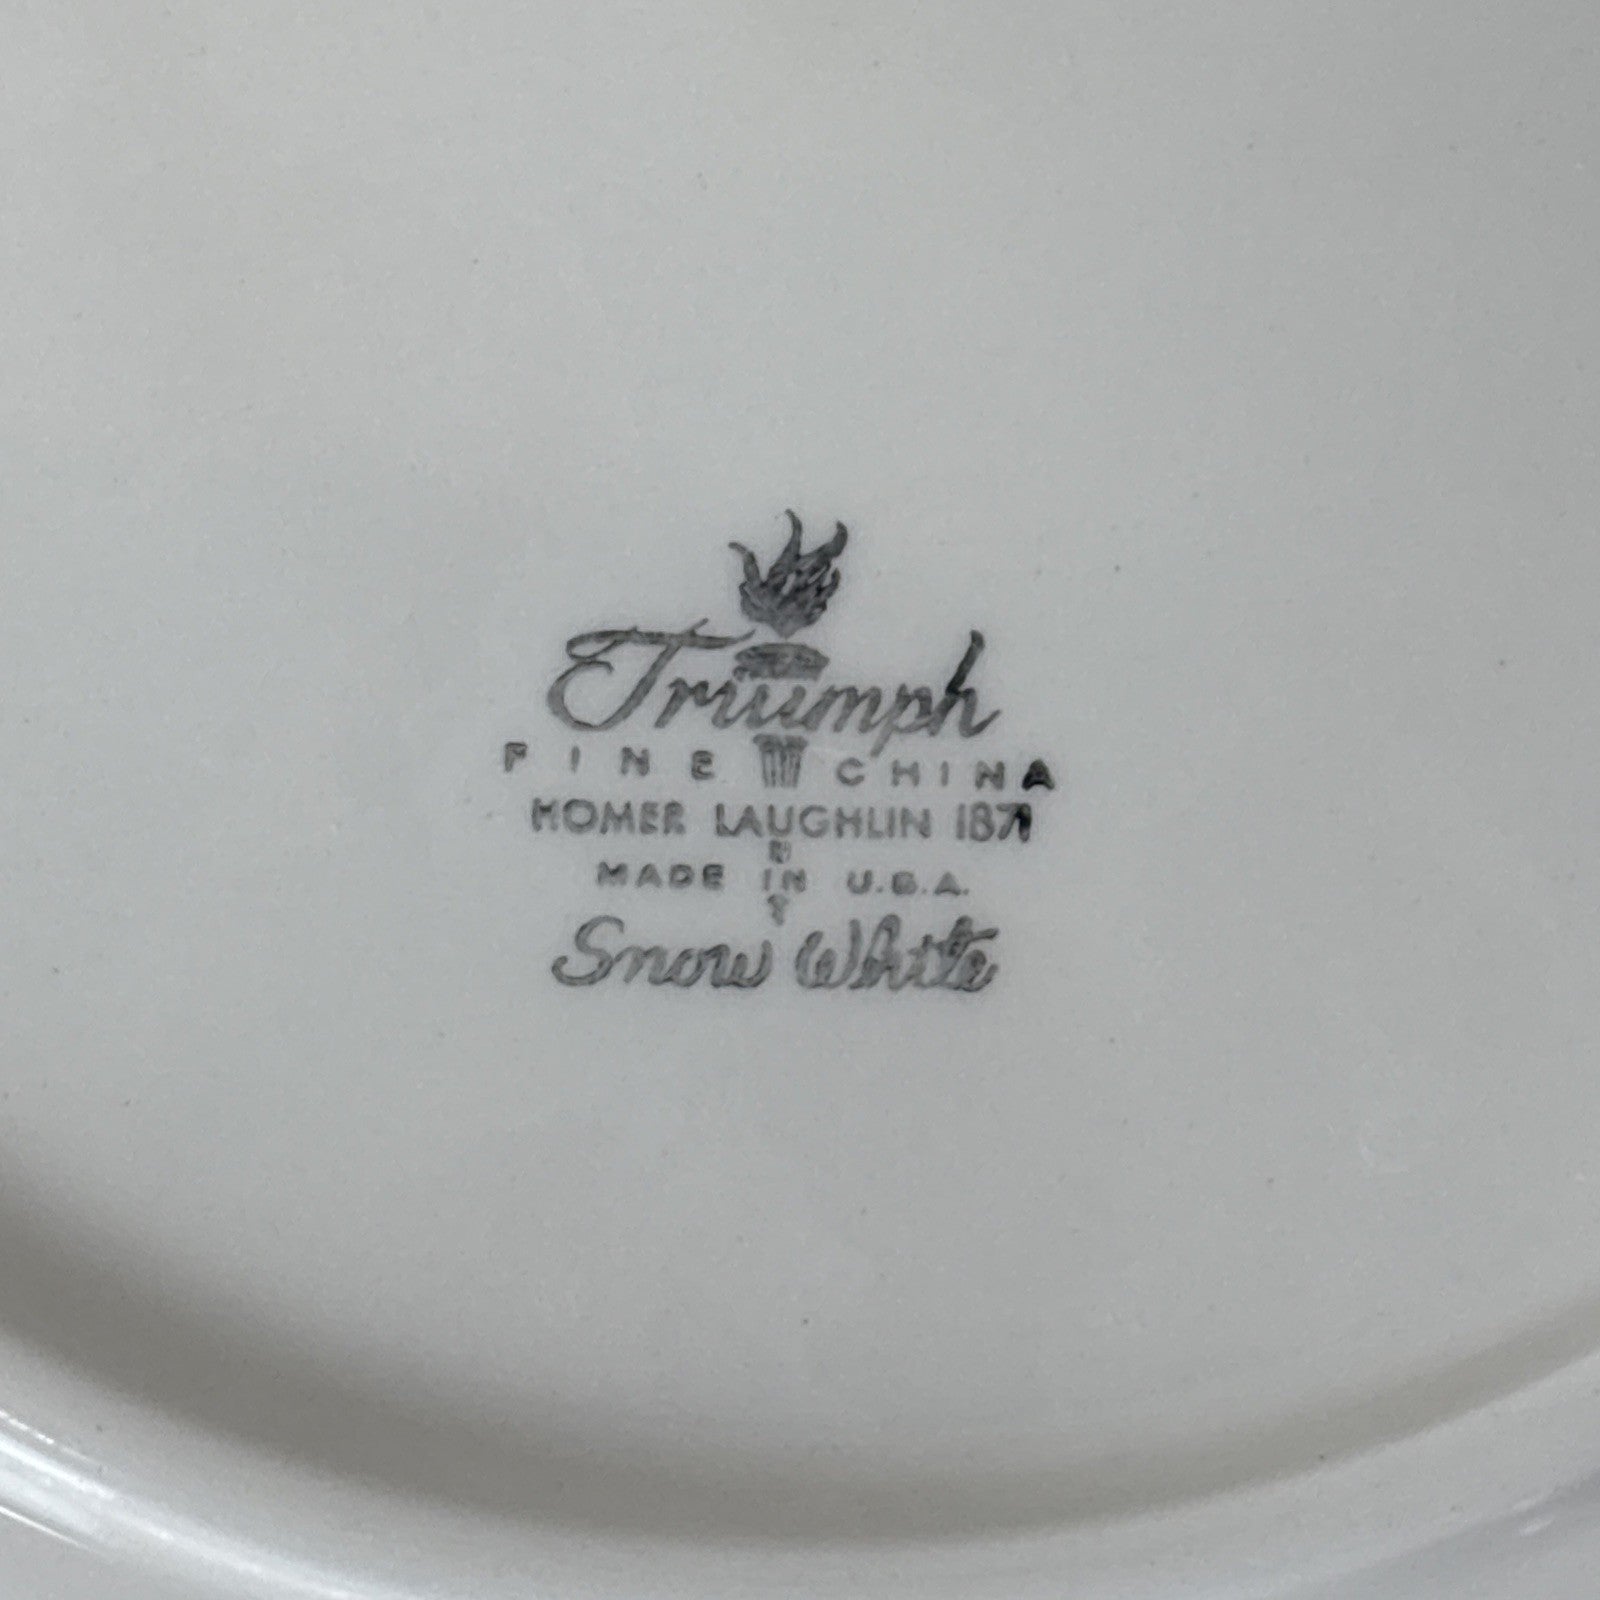 Triumph
FINE CHINA
HOMER LAUGHLIN 1871
N
MADE IN U.S.A.
Snow White